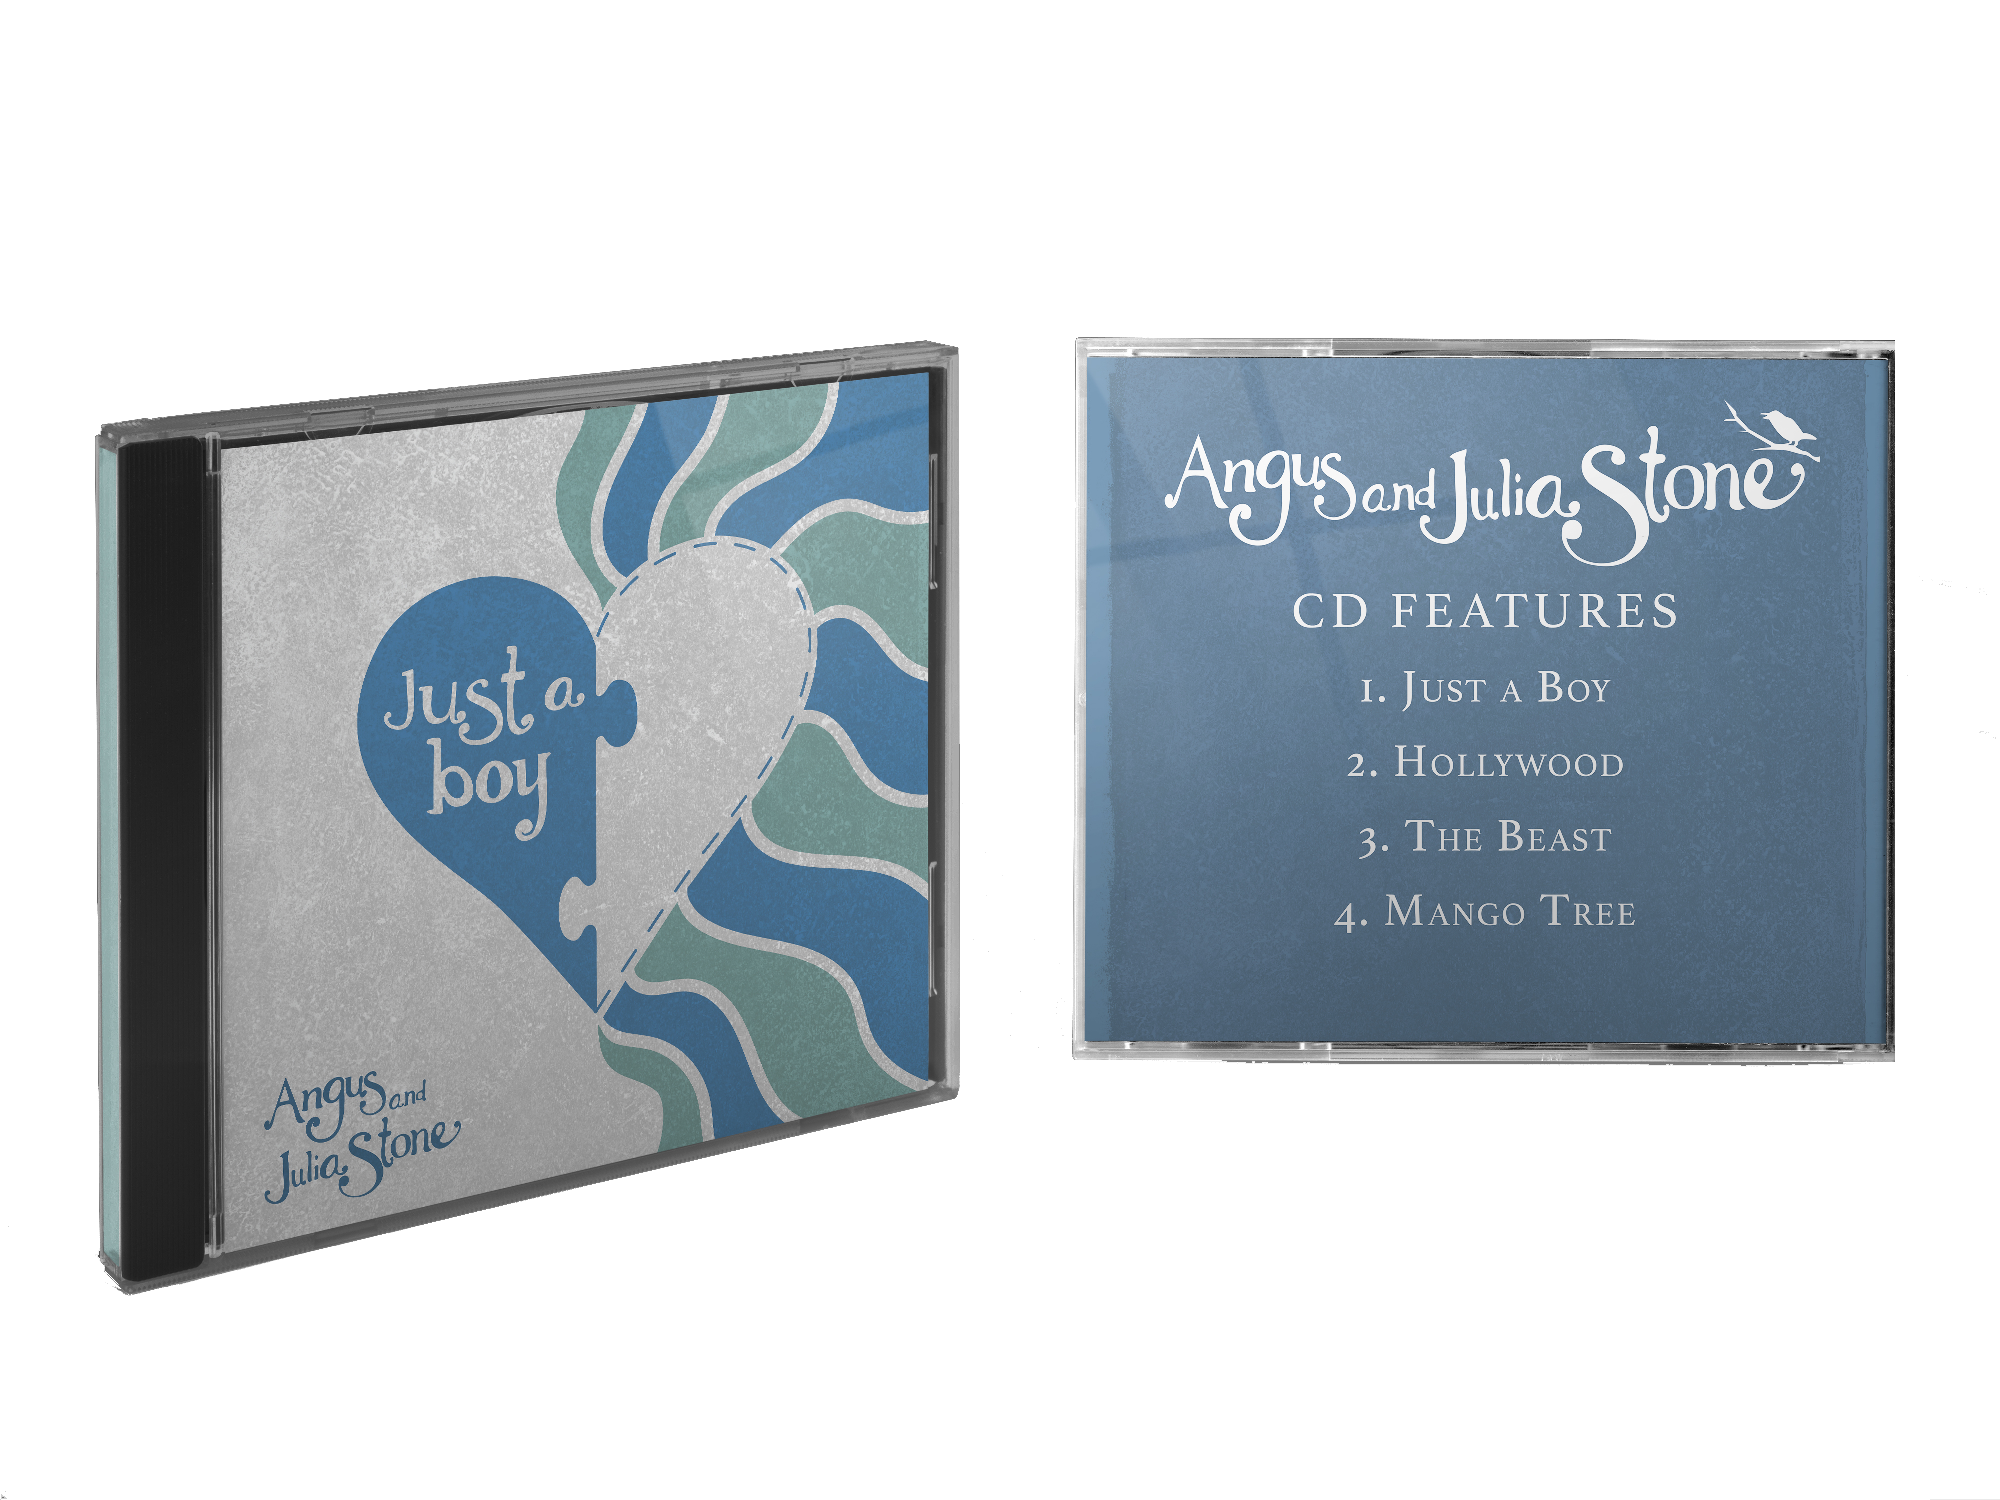 Just a
boy
Angus and
Julia Stone
Angus and Julia Stone
CD FEATURES
1. Just a Boy
2. Hollywood
3. The Beast
4. Mango Tree